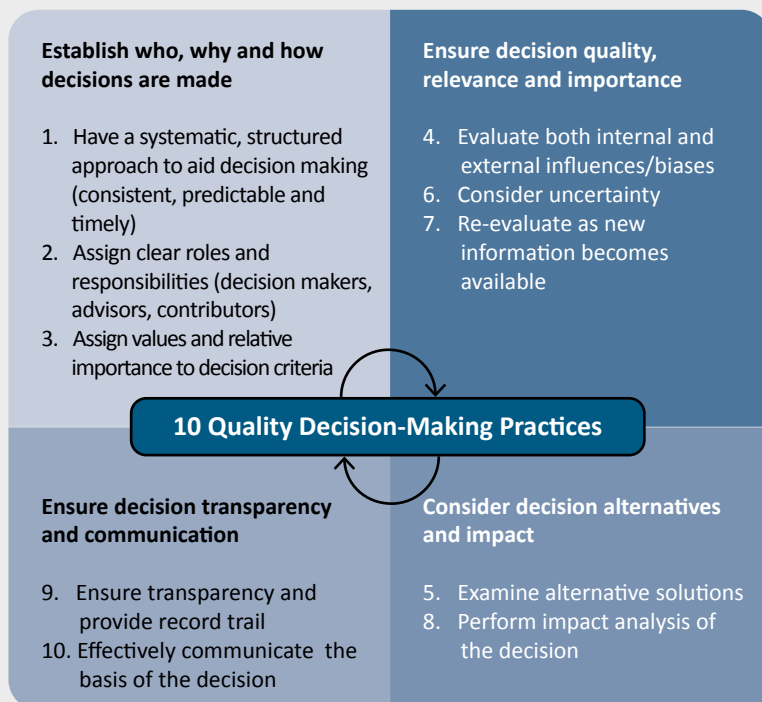 Establish who, why and how
decisions are made
1. Have a systematic, structured
approach to aid decision making
(consistent, predictable and
timely)
2. Assign clear roles and
responsibilities (decision makers,
advisors, contributors)
3. Assign values and relative
importance to decision criteria
Ensure decision quality,
relevance and importance
4. Evaluate both internal and
external influences/biases
6. Consider uncertainty
7. Re-evaluate as new
information becomes
available
10 Quality Decision-Making Practices
Ensure decision transparency
and communication
9. Ensure transparency and
provide record trail
10. Effectively communicate the
basis of the decision
Consider decision alternatives
and impact
5. Examine alternative solutions
8. Perform impact analysis of
the decision